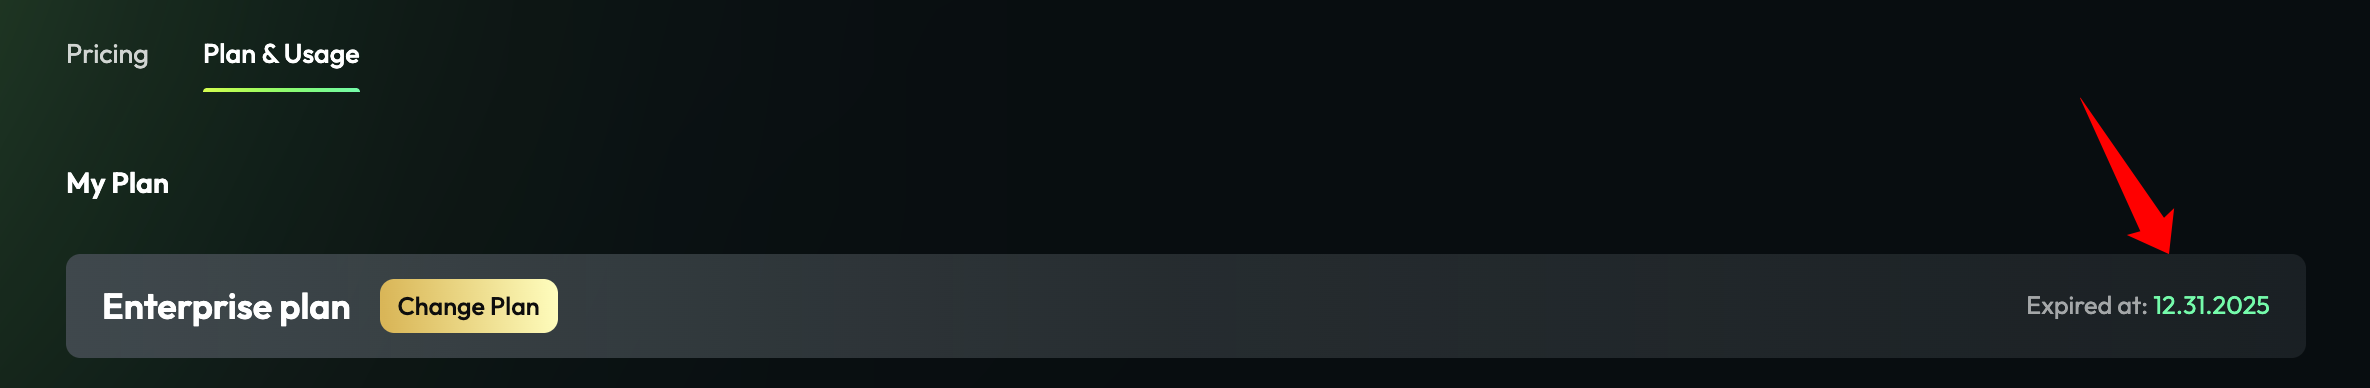 Pricing
Plan & Usage
My Plan
Enterprise plan
Change Plan
Expired at: 12.31.2025